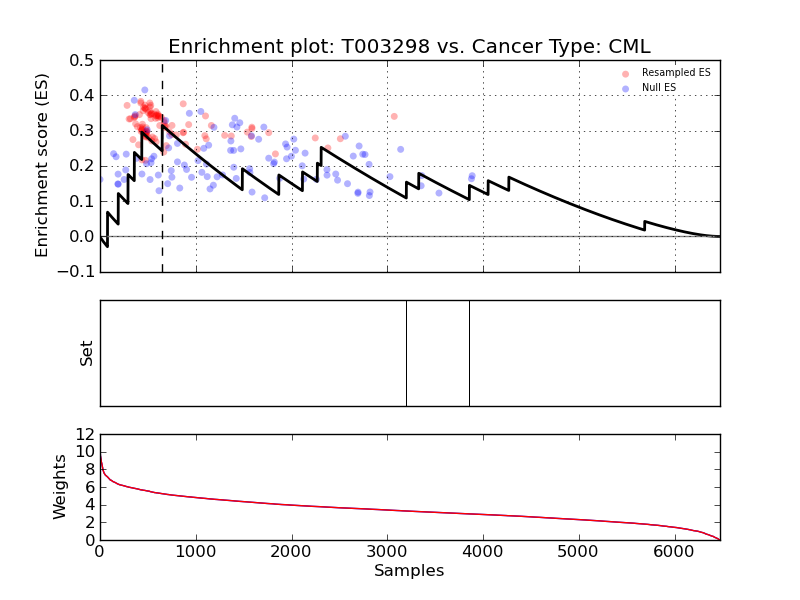 Enrichment plot: T003298 vs. Cancer Type: CML
Enrichment score (ES)
0.5
0.4
0.3
0.2
0.1
0.0
−0.1
Resampled ES
Null ES
Set
Weights
12
10
8
6
4
2
0
0 1000 2000 3000 4000 5000 6000
Samples